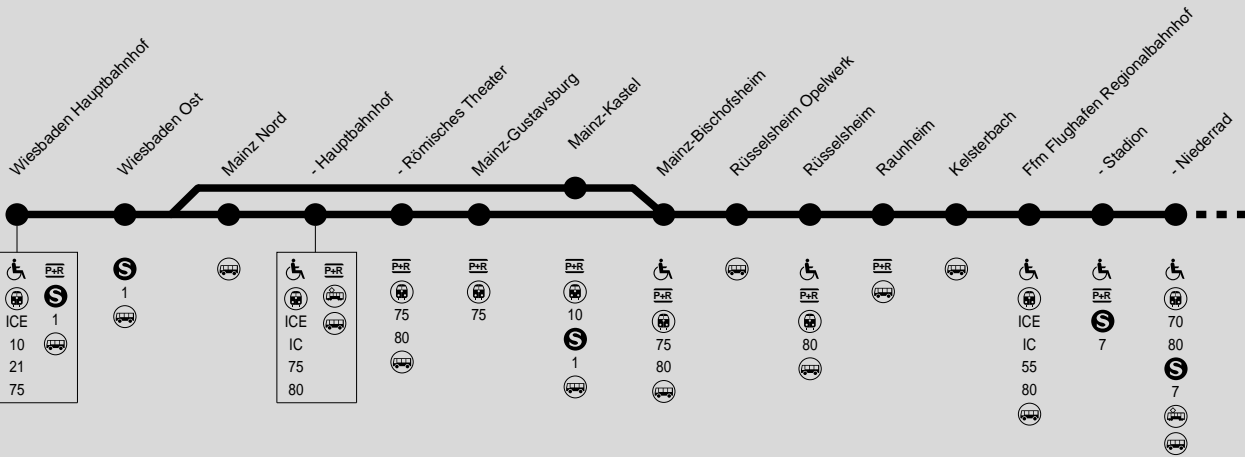 Wiesbaden Hauptbahnhof
Wiesbaden Ost
Mainz Nord
- Hauptbahnhof
- Römisches Theater
Mainz-Gustavsburg
Mainz-Kastel
Mainz-Bischofsheim
Rüsselsheim Opelwerk
Rüsselsheim
Raunheim
Kelsterbach
Ffm Flughafen Regionalbahnhof
- Stadion
- Niederrad
ICE
10
21
75
P+R
S
1
S
1
ICE
IC
75
80
P+R
P+R
75
80
P+R
75
P+R
10
S
1
P+R
75
80
P+R
80
P+R
ICE
IC
55
80
P+R
S
7
70
80
S
7